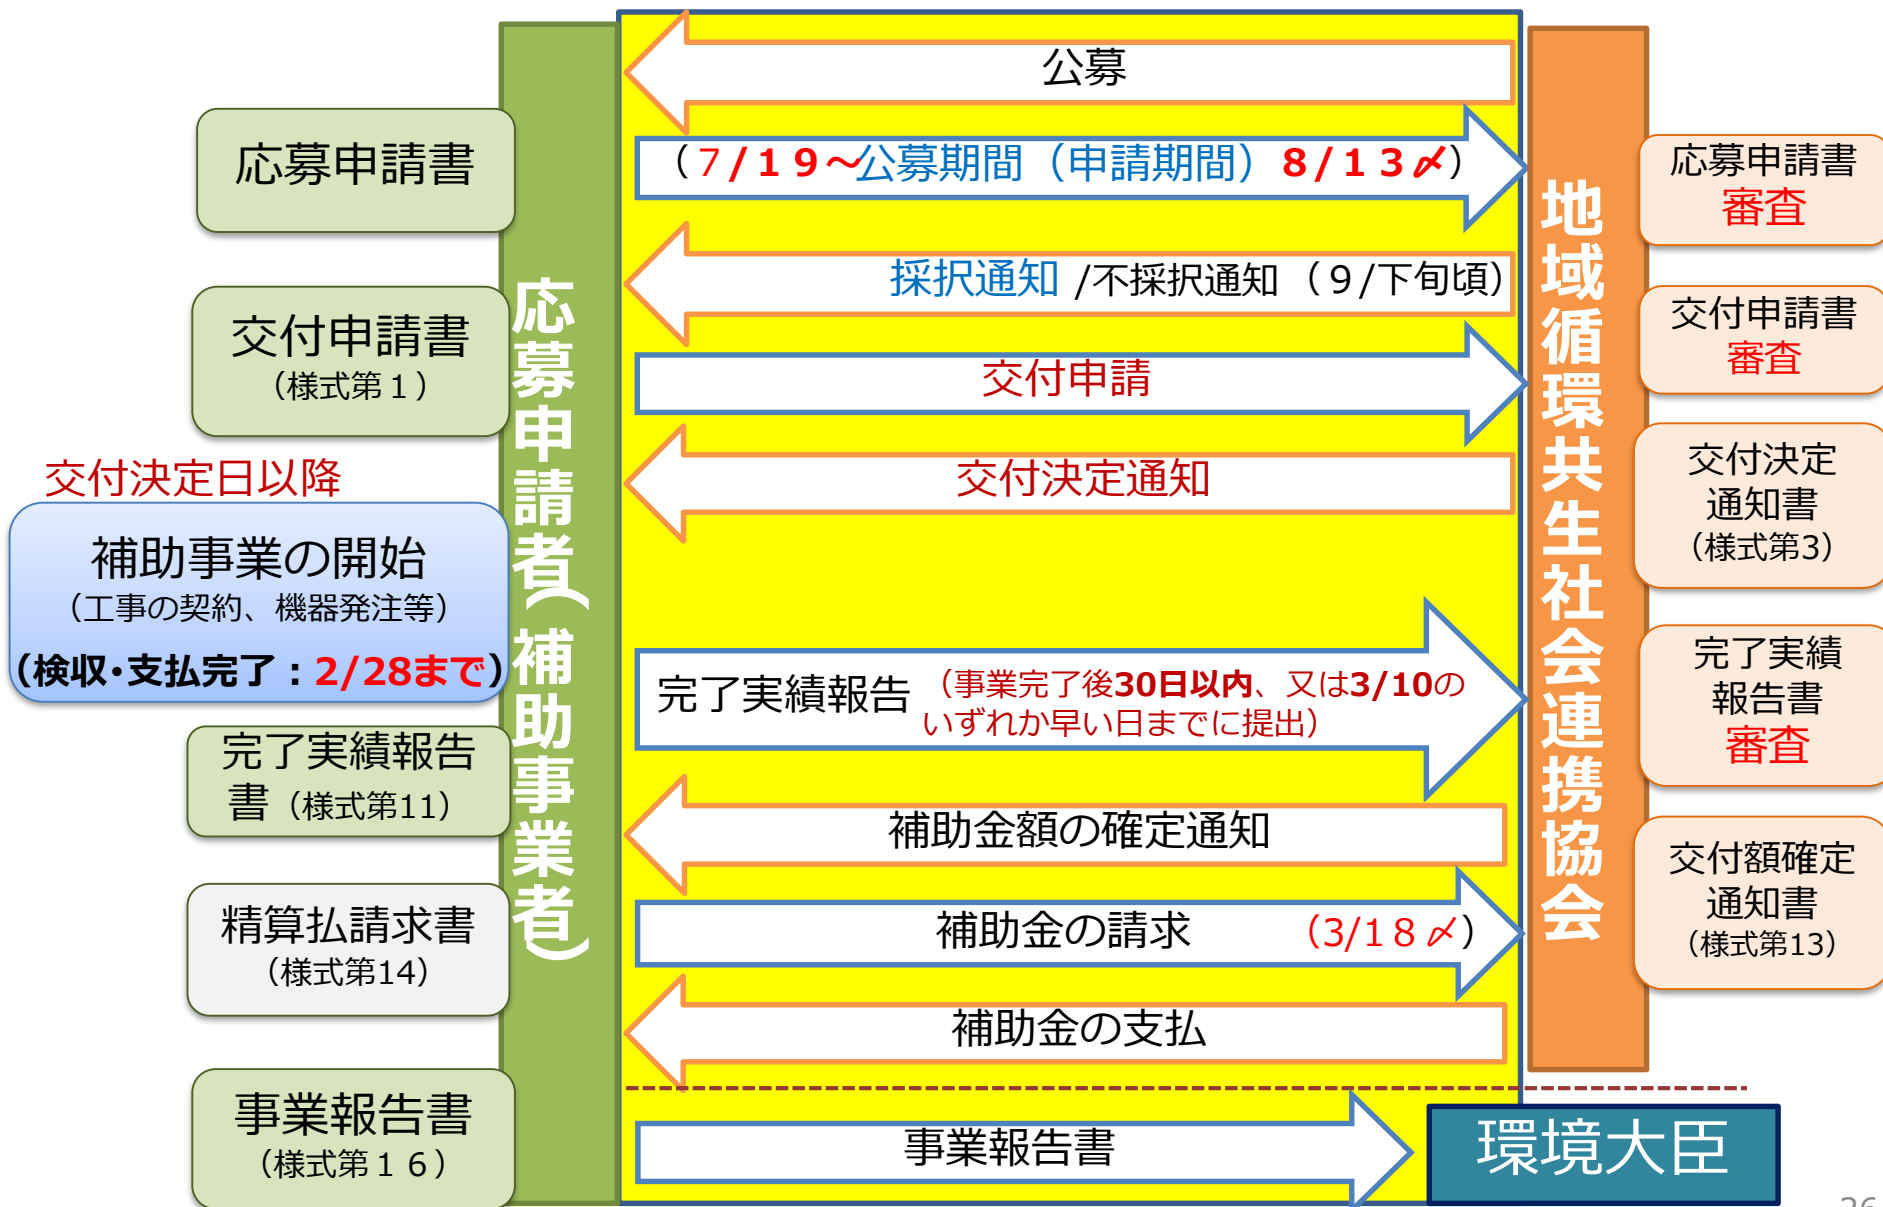 公募
応募申請書
（７/１９～公募期間（申請期間）８/１３〆）
応募申請書
審査
採択通知 /不採択通知（９/下旬頃）
交付申請書
（様式第１）
交付申請
交付申請書
審査
交付決定通知
交付決定
通知書
（様式第3）
交付決定日以降
補助事業の開始
（工事の契約、機器発注等）
（検収・支払完了：2/28まで）
応募申請者（補助事業者）
地域循環共生社会連携協会
完了実績報告
（事業完了後30日以内、又は3/10の
いずれか早い日までに提出）
完了実績
報告書
審査
完了実績報告
書（様式第11）
補助金額の確定通知
交付額確定
通知書
（様式第13）
精算払請求書
（様式第14）
補助金の請求
（3/1８〆）
補助金の支払
事業報告書
（様式第１６）
事業報告書
環境大臣